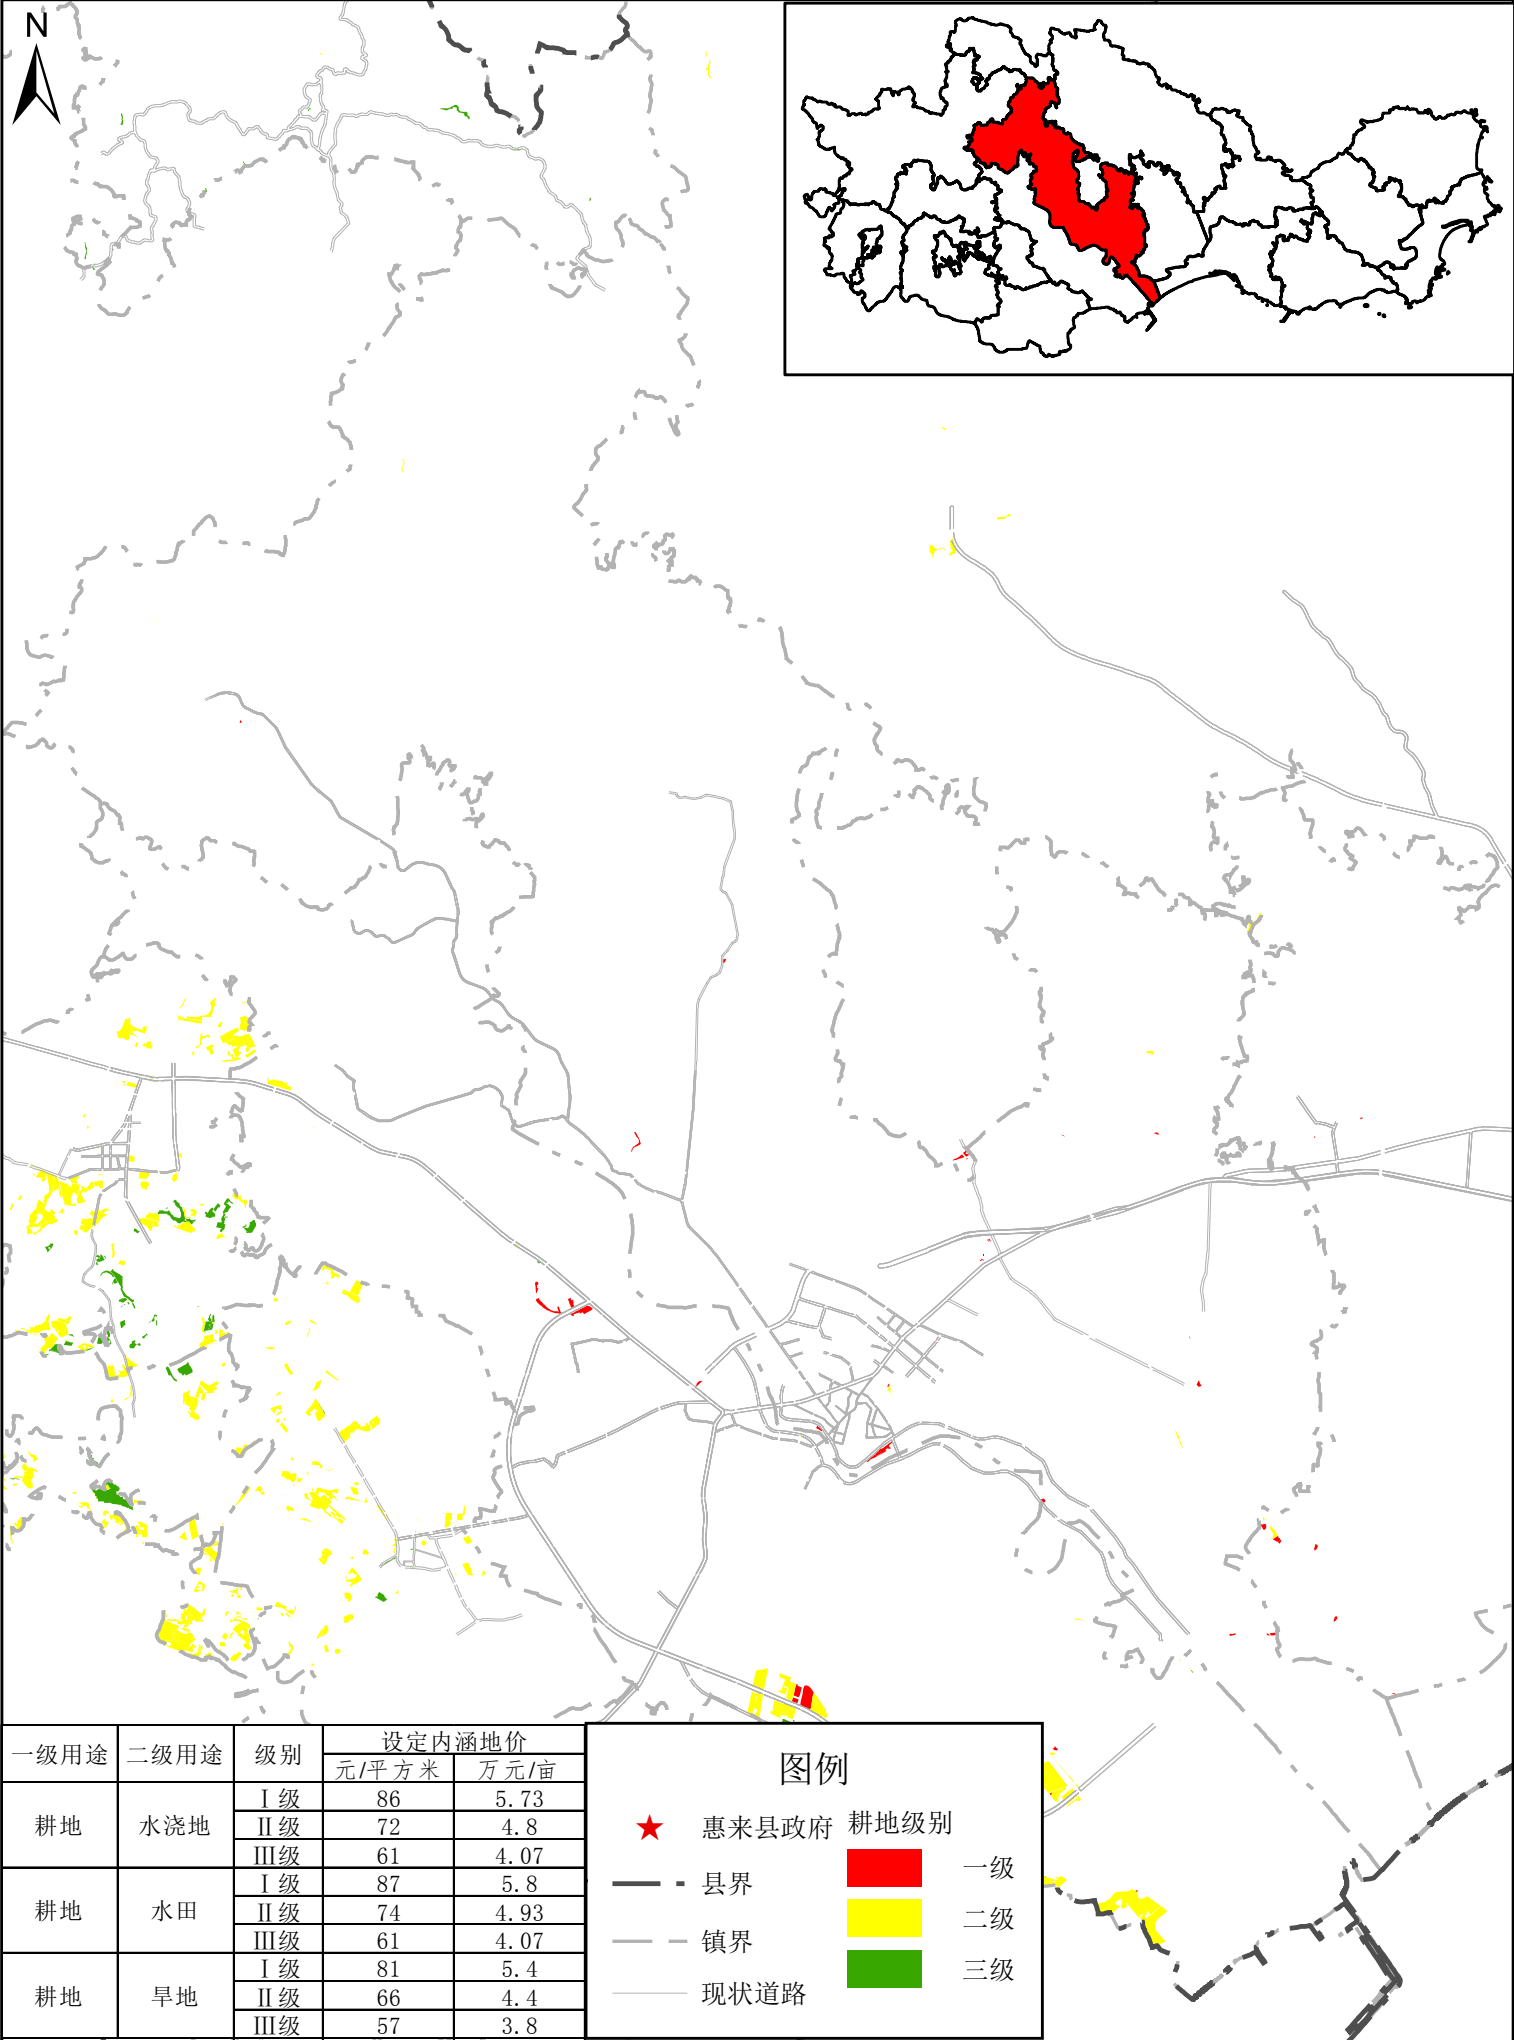 N
一级用途 二级用途 级别 设定内涵地价
元/平方米 万元/亩
耕地 水浇地 Ⅰ级 86 5.73
Ⅱ级 72 4.8
Ⅲ级 61 4.07
耕地 水田 Ⅰ级 87 5.8
Ⅱ级 74 4.93
Ⅲ级 61 4.07
耕地 旱地 Ⅰ级 81 5.4
Ⅱ级 66 4.4
Ⅲ级 57 3.8
图例
惠来县政府
县界
镇界
现状道路
耕地级别
一级
二级
三级